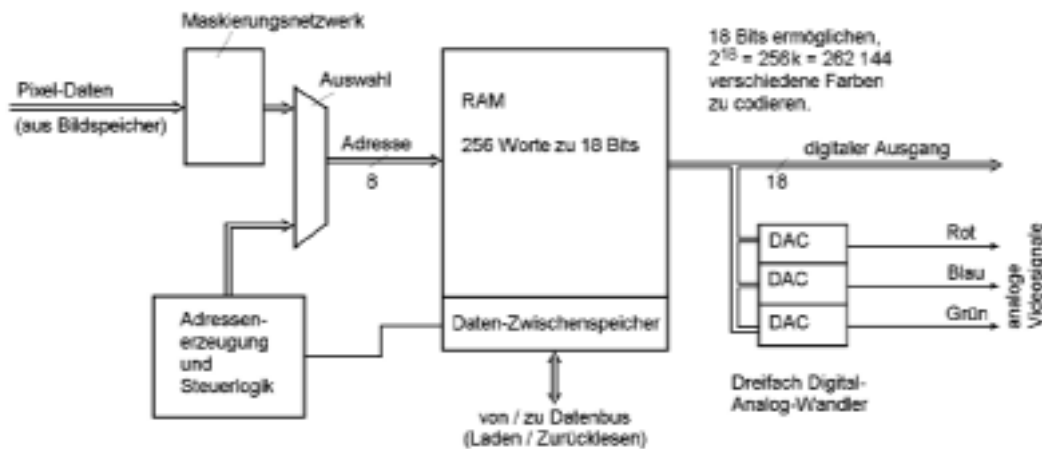 Maskierungsnetzwerk
18 Bits ermöglichen,
2¹⁸ = 256k = 262 144
verschiedene Farben
zu codieren.
Pixel-Daten
(aus Bildspeicher)
Auswahl
RAM
256 Worte zu 18 Bits
Adresse
8
digitaler Ausgang
18
DAC
Rot
DAC
Blau
DAC
Grün
analoge
Videosignale
Adressen-
erzeugung
und
Steuerlogik
Daten-Zwischenspeicher
Dreifach Digital-
Analog-Wandler
von / zu Datenbus
(Laden / Zurücklesen)